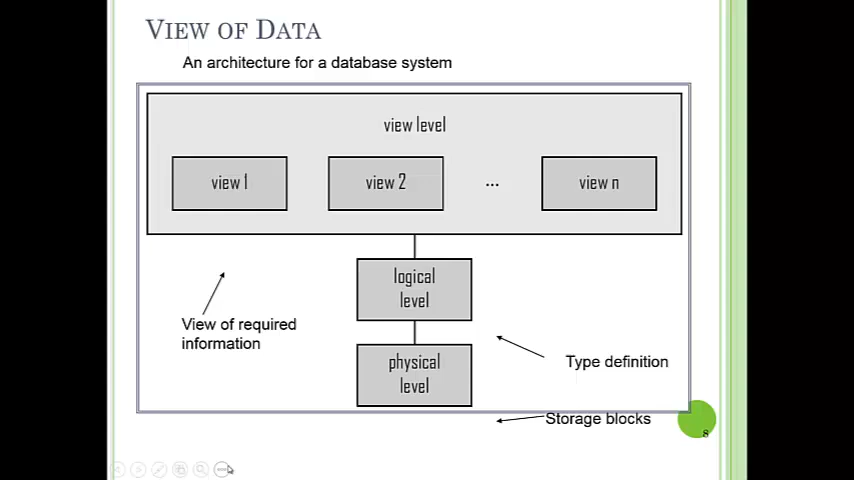 VIEW OF DATA
An architecture for a database system
view level
view 1
view 2
...
view n
logical
level
View of required
information
physical
level
Type definition
Storage blocks
8